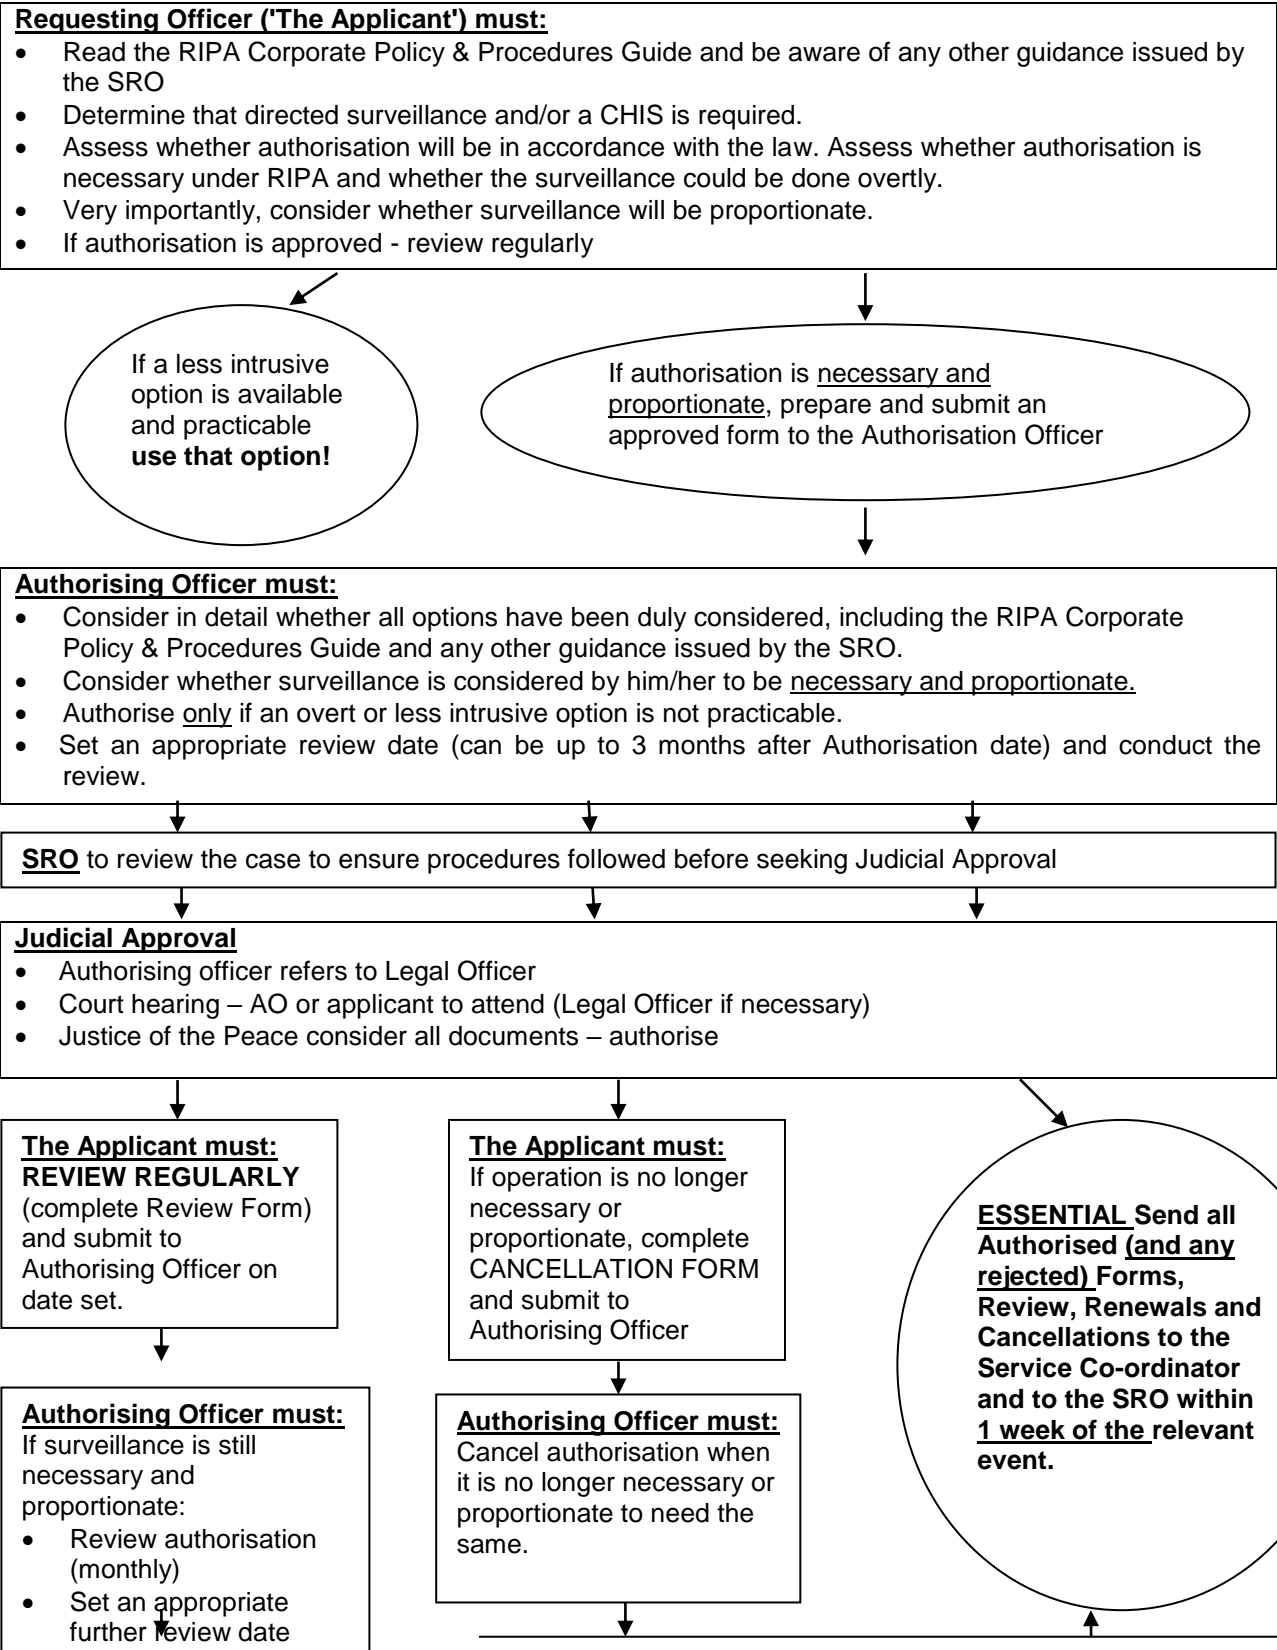 Requesting Officer ('The Applicant') must:
• Read the RIPA Corporate Policy & Procedures Guide and be aware of any other guidance issued by
the SRO
• Determine that directed surveillance and/or a CHIS is required.
• Assess whether authorisation will be in accordance with the law. Assess whether authorisation is
necessary under RIPA and whether the surveillance could be done overtly.
• Very importantly, consider whether surveillance will be proportionate.
• If authorisation is approved - review regularly
If a less intrusive
option is available
and practicable
use that option!
If authorisation is necessary and
proportionate, prepare and submit an
approved form to the Authorisation Officer
Authorising Officer must:
• Consider in detail whether all options have been duly considered, including the RIPA Corporate
Policy & Procedures Guide and any other guidance issued by the SRO.
• Consider whether surveillance is considered by him/her to be necessary and proportionate.
• Authorise only if an overt or less intrusive option is not practicable.
• Set an appropriate review date (can be up to 3 months after Authorisation date) and conduct the
review.
SRO to review the case to ensure procedures followed before seeking Judicial Approval
Judicial Approval
• Authorising officer refers to Legal Officer
• Court hearing – AO or applicant to attend (Legal Officer if necessary)
• Justice of the Peace consider all documents – authorise
The Applicant must:
REVIEW REGULARLY
(complete Review Form)
and submit to
Authorising Officer on
date set.
The Applicant must:
If operation is no longer
necessary or
proportionate, complete
CANCELLATION FORM
and submit to
Authorising Officer
ESSENTIAL Send all
Authorised (and any
rejected) Forms,
Review, Renewals and
Cancellations to the
Service Co-ordinator
and to the SRO within
1 week of the relevant
event.
Authorising Officer must:
If surveillance is still
necessary and
proportionate:
• Review authorisation
(monthly)
• Set an appropriate
further review date
Authorising Officer must:
Cancel authorisation when
it is no longer necessary or
proportionate to need the
same.